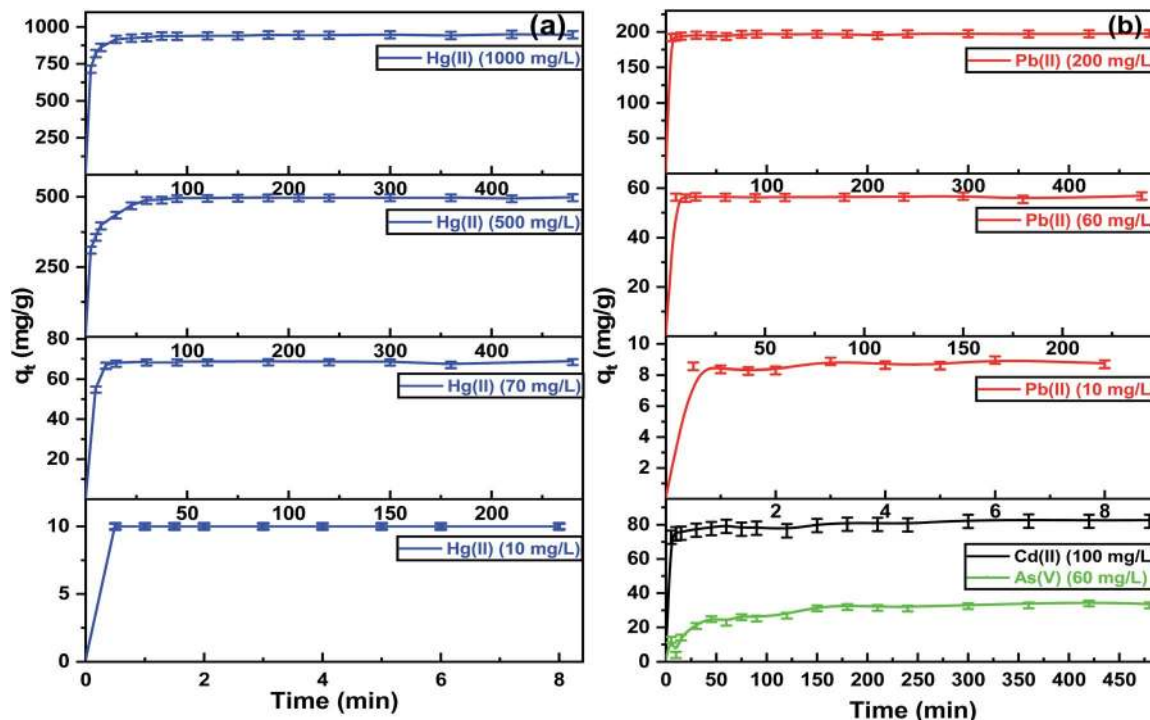 (a)
1000
750
500
250
Hg(II) (1000 mg/L)
100 200 300 400
500
250
Hg(II) (500 mg/L)
100 200 300 400
80
60
40
20
Hg(II) (70 mg/L)
50 100 150 200
10
5
0
Hg(II) (10 mg/L)
0 2 4 6 8
Time (min)
qt (mg/g)
(b)
200
150
100
50
Pb(II) (200 mg/L)
100 200 300 400
60
40
20
Pb(II) (60 mg/L)
50 100 150 200
10
8
6
4
2
Pb(II) (10 mg/L)
2 4 6 8
80
60
40
20
0
Cd(II) (100 mg/L)
As(V) (60 mg/L)
0 50 100 150 200 250 300 350 400 450
Time (min)
qt (mg/g)